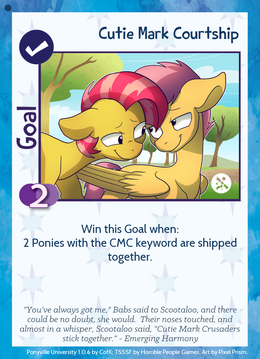 Cutie Mark Courtship
Goal
2
Win this Goal when:
2 Ponies with the CMC keyword are shipped
together.
"You've always got me," Babs said to Scootaloo, and there
could be no doubt, she would.  Their noses touched, and
almost in a whisper, Scootaloo said, "Cutie Mark Crusaders
stick together." - Emerging Harmony
Ponyville University 1.0.6 by CofK. TSSSF by Horrible People Games. Art by Pixel Prism.